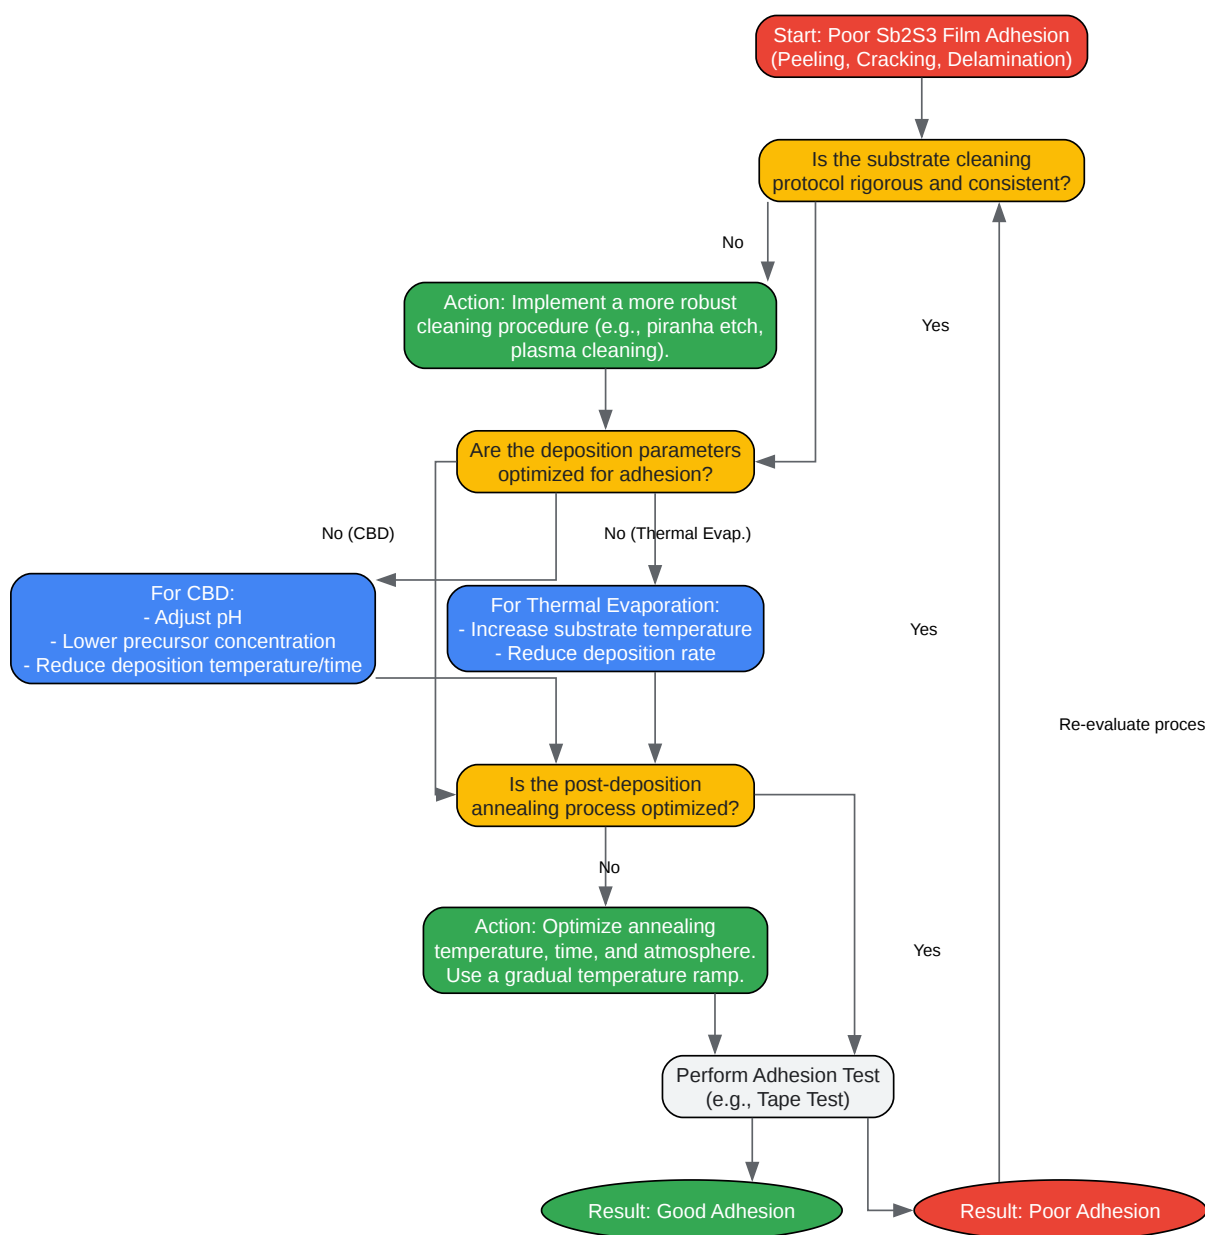 Start: Poor Sb2S3 Film Adhesion
(Peeling, Cracking, Delamination)
Is the substrate cleaning
protocol rigorous and consistent?
No
Action: Implement a more robust
cleaning procedure (e.g., piranha etch,
plasma cleaning).
Yes
Are the deposition parameters
optimized for adhesion?
No (CBD)
No (Thermal Evap.)
For CBD:
- Adjust pH
- Lower precursor concentration
- Reduce deposition temperature/time
For Thermal Evaporation:
- Increase substrate temperature
- Reduce deposition rate
Yes
Re-evaluate proces
Is the post-deposition
annealing process optimized?
No
Action: Optimize annealing
temperature, time, and atmosphere.
Use a gradual temperature ramp.
Yes
Perform Adhesion Test
(e.g., Tape Test)
Result: Good Adhesion
Result: Poor Adhesion